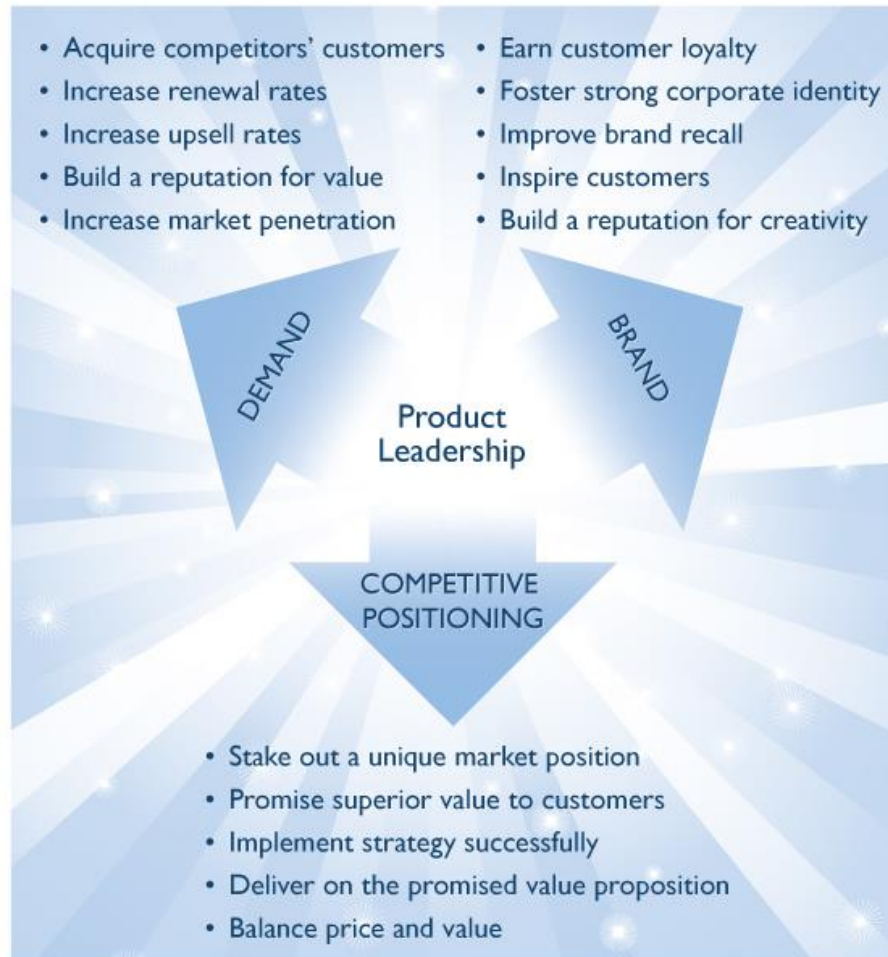 • Acquire competitors' customers
• Increase renewal rates
• Increase upsell rates
• Build a reputation for value
• Increase market penetration
• Earn customer loyalty
• Foster strong corporate identity
• Improve brand recall
• Inspire customers
• Build a reputation for creativity
DEMAND
BRAND
Product
Leadership
COMPETITIVE
POSITIONING
• Stake out a unique market position
• Promise superior value to customers
• Implement strategy successfully
• Deliver on the promised value proposition
• Balance price and value